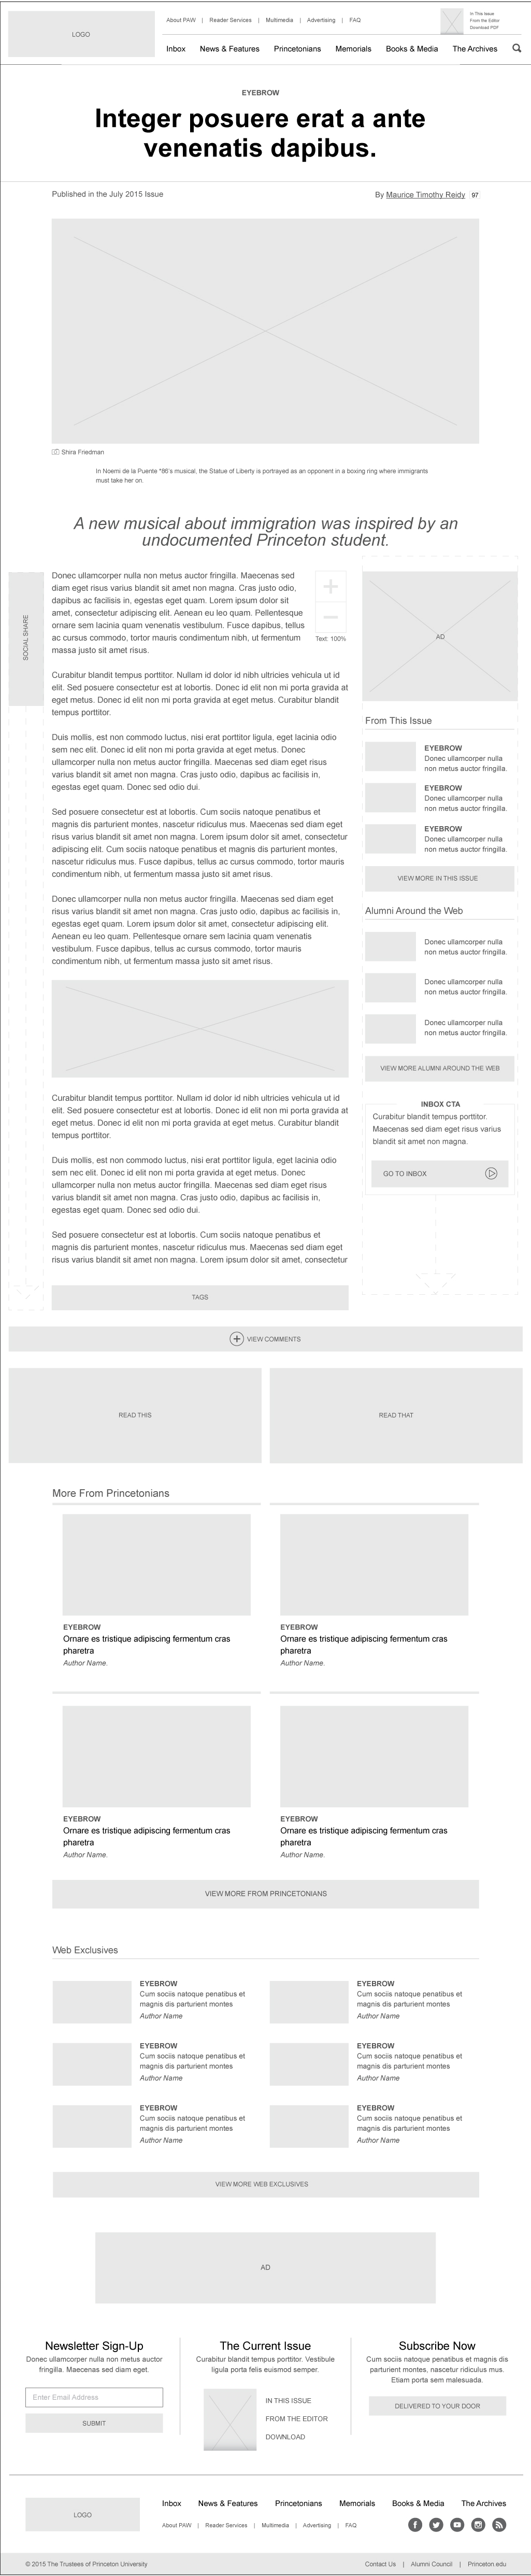 LOGO
About PAW | Reader Services | Multimedia | Advertising | FAQ
In This Issue
From the Editor
Download PDF
Inbox News & Features Princetonians Memorials Books & Media The Archives
EYEBROW
Integer posuere erat a ante
venenatis dapibus.
Published in the July 2015 Issue
By Maurice Timothy Reidy 97
Shira Friedman
In Noemi de la Puente °86's musical, the Statue of Liberty is portrayed as an opponent in a boxing ring where immigrants
must take her on.
A new musical about immigration was inspired by an
undocumented Princeton student.
SOCIAL SHARE
Donec ullamcorper nulla non metus auctor fringilla. Maecenas sed
diam eget risus varius blandit sit amet non magna. Cras justo odio,
dapibus ac facilisis in, egestas eget quam. Lorem ipsum dolor sit
amet, consectetur adipiscing elit. Aenean eu leo quam. Pellentesque
ornare sem lacinia quam venenatis vestibulum. Fusce dapibus, tellus
ac cursus commodo, tortor mauris condimentum nibh, ut fermentum
massa justo sit amet risus.
Text: 100%
Curabitur blandit tempus porttitor. Nullam id dolor id nibh ultricies vehicula ut id
elit. Sed posuere consectetur est at lobortis. Donec id elit non mi porta gravida at
eget metus. Donec id elit non mi porta gravida at eget metus. Curabitur blandit
tempus porttitor.
Duis mollis, est non commodo luctus, nisi erat porttitor ligula, eget lacinia odio
sem nec elit. Donec id elit non mi porta gravida at eget metus. Donec
ullamcorper nulla non metus auctor fringilla. Maecenas sed diam eget risus
varius blandit sit amet non magna. Cras justo odio, dapibus ac facilisis in,
egestas eget quam. Donec sed odio dui.
Sed posuere consectetur est at lobortis. Cum sociis natoque penatibus et
magnis dis parturient montes, nascetur ridiculus mus. Maecenas sed diam eget
risus varius blandit sit amet non magna. Lorem ipsum dolor sit amet, consectetur
adipiscing elit. Cum sociis natoque penatibus et magnis dis parturient montes,
nascetur ridiculus mus. Fusce dapibus, tellus ac cursus commodo, tortor mauris
condimentum nibh, ut fermentum massa justo sit amet risus.
Donec ullamcorper nulla non metus auctor fringilla. Maecenas sed diam eget
risus varius blandit sit amet non magna. Cras justo odio, dapibus ac facilisis in,
egestas eget quam. Lorem ipsum dolor sit amet, consectetur adipiscing elit.
Aenean eu leo quam. Pellentesque ornare sem lacinia quam venenatis
vestibulum. Fusce dapibus, tellus ac cursus commodo, tortor mauris
condimentum nibh, ut fermentum massa justo sit amet risus.
Curabitur blandit tempus porttitor. Nullam id dolor id nibh ultricies vehicula ut id
elit. Sed posuere consectetur est at lobortis. Donec id elit non mi porta gravida at
eget metus. Donec id elit non mi porta gravida at eget metus. Curabitur blandit
tempus porttitor.
Duis mollis, est non commodo luctus, nisi erat porttitor ligula, eget lacinia odio
sem nec elit. Donec id elit non mi porta gravida at eget metus. Donec
ullamcorper nulla non metus auctor fringilla. Maecenas sed diam eget risus
varius blandit sit amet non magna. Cras justo odio, dapibus ac facilisis in,
egestas eget quam. Donec sed odio dui.
Sed posuere consectetur est at lobortis. Cum sociis natoque penatibus et
magnis dis parturient montes, nascetur ridiculus mus. Maecenas sed diam eget
risus varius blandit sit amet non magna. Lorem ipsum dolor sit amet, consectetur
TAGS
AD
From This Issue
EYEBROW
Donec ullamcorper nulla
non metus auctor fringilla.
EYEBROW
Donec ullamcorper nulla
non metus auctor fringilla.
EYEBROW
Donec ullamcorper nulla
non metus auctor fringilla.
VIEW MORE IN THIS ISSUE
Alumni Around the Web
Donec ullamcorper nulla
non metus auctor fringilla.
Donec ullamcorper nulla
non metus auctor fringilla.
Donec ullamcorper nulla
non metus auctor fringilla.
VIEW MORE ALUMNI AROUND THE WEB
INBOX CTA
Curabitur blandit tempus porttitor.
Maecenas sed diam eget risus varius
blandit sit amet non magna.
GO TO INBOX
VIEW COMMENTS
READ THIS
READ THAT
More From Princetonians
EYEBROW
Ornare es tristique adipiscing fermentum cras
pharetra
Author Name.
EYEBROW
Ornare es tristique adipiscing fermentum cras
pharetra
Author Name.
EYEBROW
Ornare es tristique adipiscing fermentum cras
pharetra
Author Name.
EYEBROW
Ornare es tristique adipiscing fermentum cras
pharetra
Author Name.
VIEW MORE FROM PRINCETONIANS
Web Exclusives
EYEBROW
Cum sociis natoque penatibus et
magnis dis parturient montes
Author Name
EYEBROW
Cum sociis natoque penatibus et
magnis dis parturient montes
Author Name
EYEBROW
Cum sociis natoque penatibus et
magnis dis parturient montes
Author Name
EYEBROW
Cum sociis natoque penatibus et
magnis dis parturient montes
Author Name
EYEBROW
Cum sociis natoque penatibus et
magnis dis parturient montes
Author Name
EYEBROW
Cum sociis natoque penatibus et
magnis dis parturient montes
Author Name
VIEW MORE WEB EXCLUSIVES
AD
Newsletter Sign-Up
Donec ullamcorper nulla non metus auctor
fringilla. Maecenas sed diam eget.
Enter Email Address
SUBMIT
The Current Issue
Curabitur blandit tempus porttitor. Vestibule
ligula porta felis euismod semper.
IN THIS ISSUE
FROM THE EDITOR
DOWNLOAD
Subscribe Now
Cum sociis natoque penatibus et magnis dis
parturient montes, nascetur ridiculus mus.
Etiam porta sem malesuada.
DELIVERED TO YOUR DOOR
LOGO
Inbox News & Features Princetonians Memorials Books & Media The Archives
About PAW | Reader Services | Multimedia | Advertising | FAQ
© 2015 The Trustees of Princeton University
Contact Us | Alumni Council | Princeton.edu